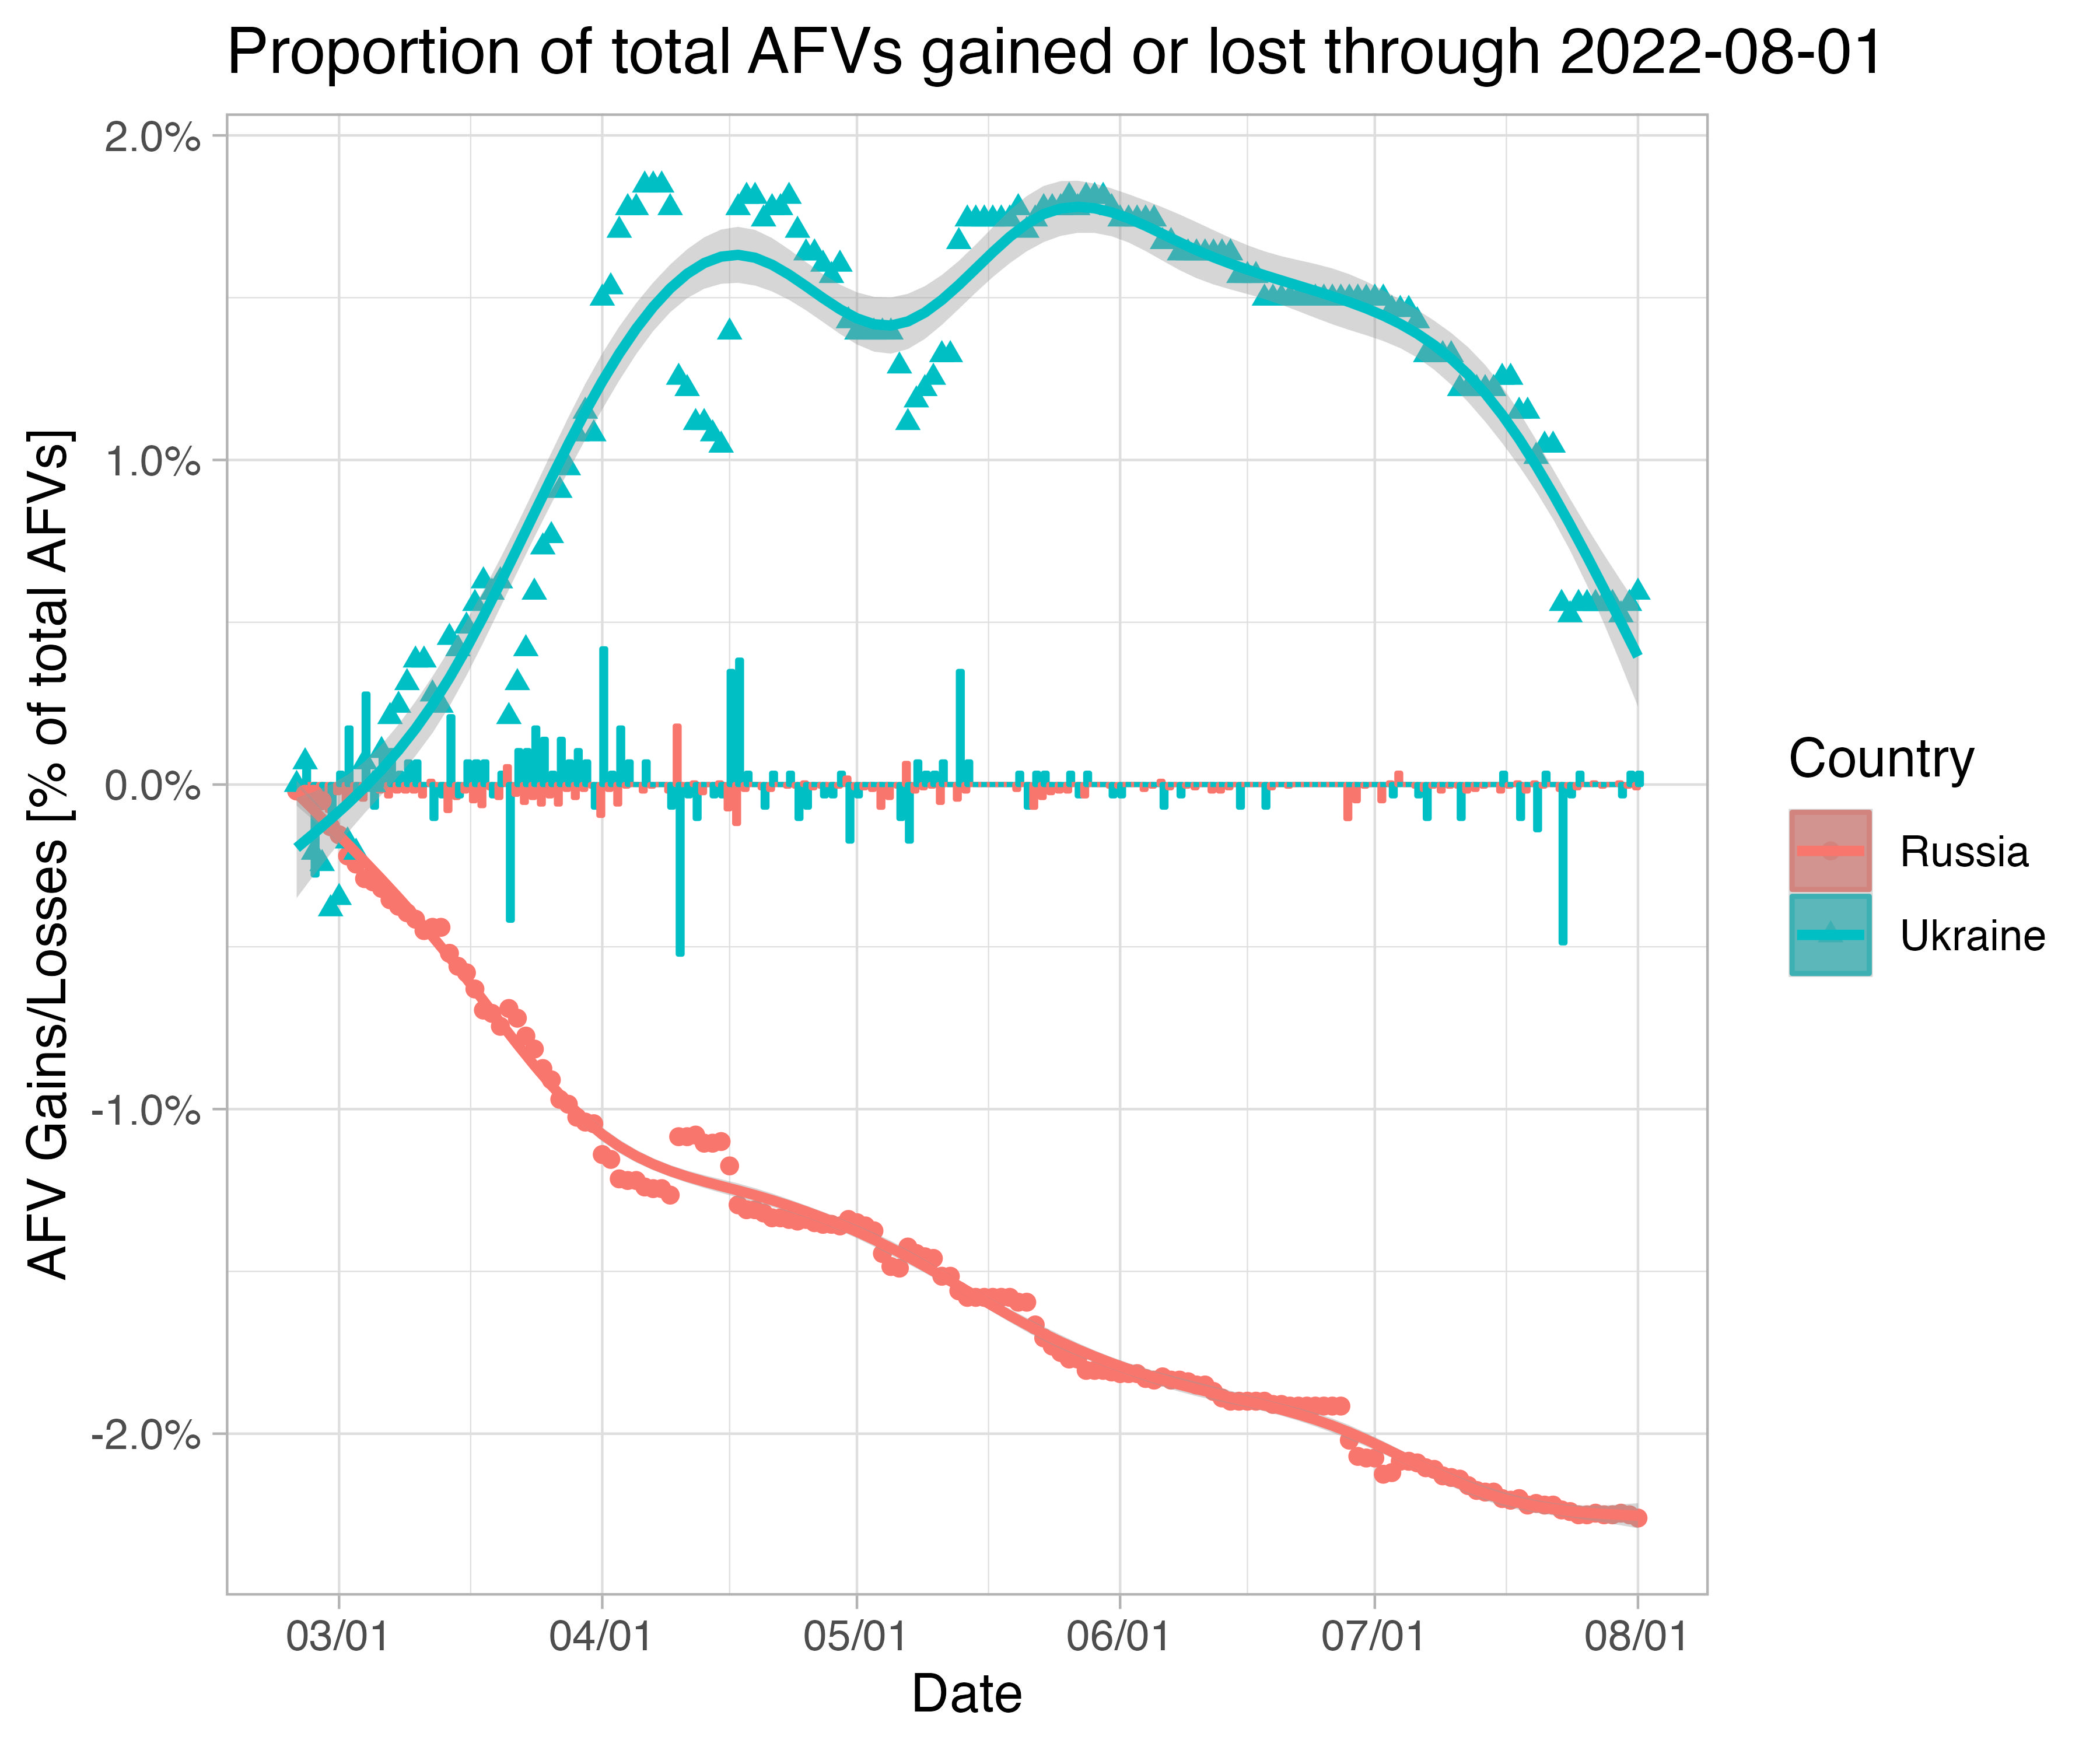 Proportion of total AFVs gained or lost through 2022-08-01
AFV Gains/Losses [% of total AFVs]
2.0%
1.0%
0.0%
-1.0%
-2.0%
03/01
04/01
05/01
06/01
07/01
08/01
Date
Country
Russia
Ukraine